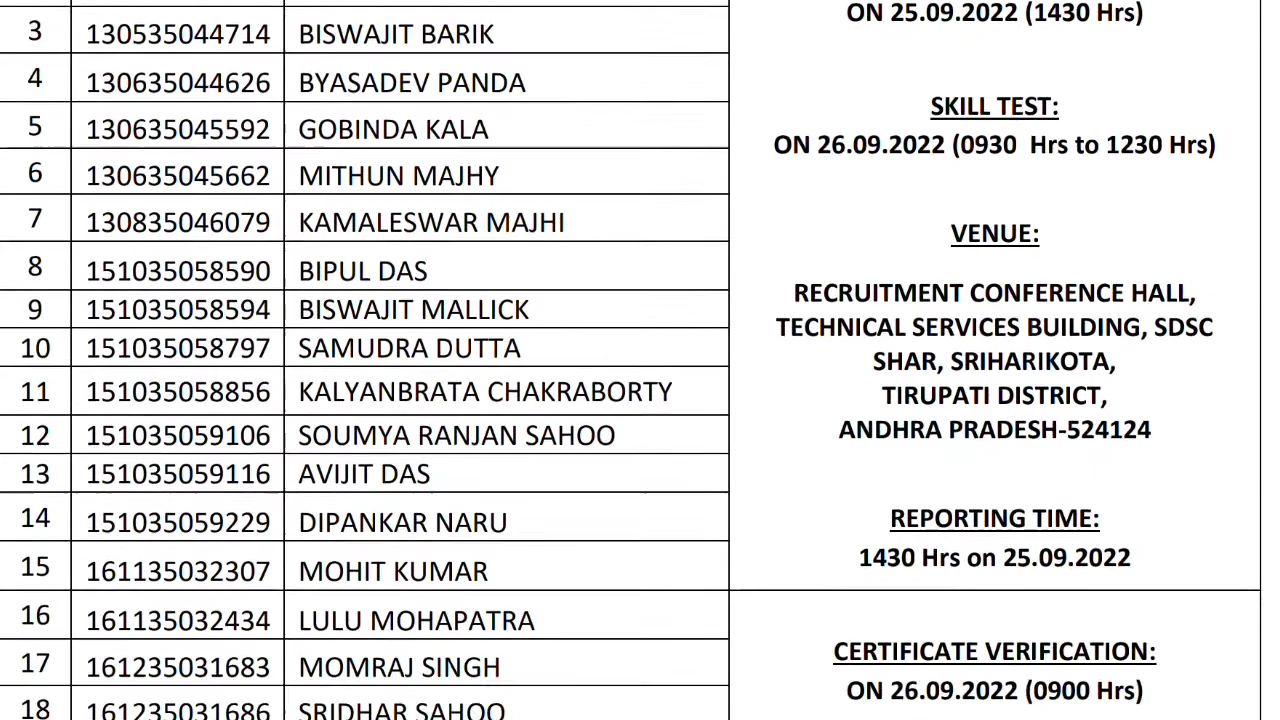 3 130535044714 BISWAJIT BARIK
4 130635044626 BYASADEV PANDA
5 130635045592 GOBINDA KALA
6 130635045662 MITHUN MAJHY
7 130835046079 KAMALESWAR MAJHI
8 151035058590 BIPUL DAS
9 151035058594 BISWAJIT MALLICK
10 151035058797 SAMUDRA DUTTA
11 151035058856 KALYANBRATA CHAKRABORTY
12 151035059106 SOUMYA RANJAN SAHOO
13 151035059116 AVIJIT DAS
14 151035059229 DIPANKAR NARU
15 161135032307 MOHIT KUMAR
16 161135032434 LULU MOHAPATRA
17 161235031683 MOMRAJ SINGH
18 161235031686 SRIDHAR SAHOO
ON 25.09.2022 (1430 Hrs)
SKILL TEST:
ON 26.09.2022 (0930 Hrs to 1230 Hrs)
VENUE:
RECRUITMENT CONFERENCE HALL,
TECHNICAL SERVICES BUILDING, SDSC
SHAR, SRIHARIKOTA,
TIRUPATI DISTRICT,
ANDHRA PRADESH-524124
REPORTING TIME:
1430 Hrs on 25.09.2022
CERTIFICATE VERIFICATION:
ON 26.09.2022 (0900 Hrs)